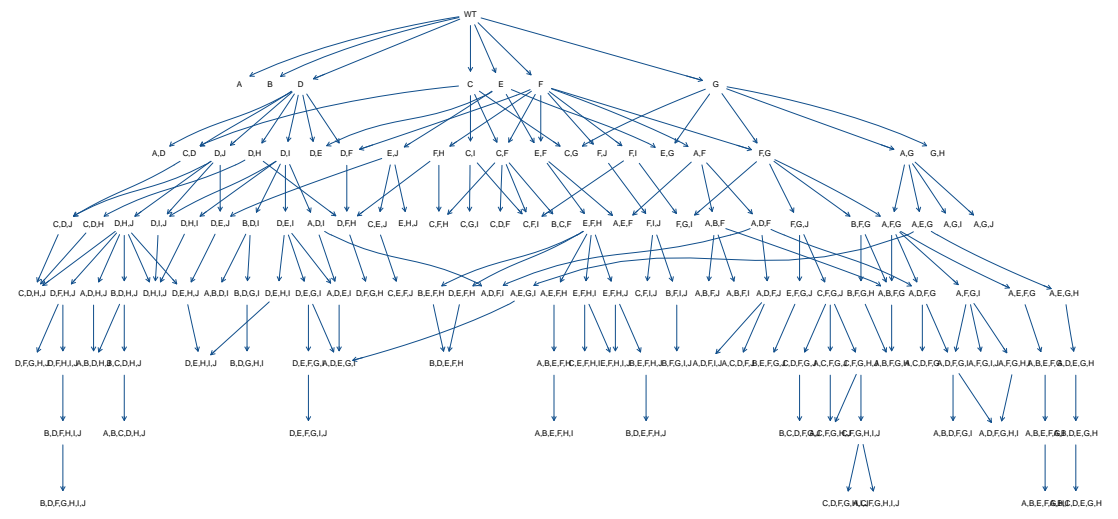 WT
A B D C E F G
A,D C,D D,J D,H D,I D,E D,F E,J F,H C,I C,F E,F C,G F,J F,I E,G A,F F,G A,G G,H
C,D,J C,D,H D,H,J D,I,J D,H,I D,E,J B,D,I D,E,I A,D,I D,F,H C,E,J E,H,J C,F,H C,G,I C,D,F C,F,I B,C,F E,F,H A,E,F F,I,J F,G,I A,B,F A,D,F F,G,J B,F,G A,F,G A,E,G A,G,I A,G,J
C,D,H,J D,F,H,J A,D,H,J B,D,H,J D,H,I,J D,E,H,J A,B,D,I B,D,G,I D,E,H,I D,E,G,I A,D,E,I D,F,G,H C,E,F,J B,E,F,H D,E,F,H A,D,F,I A,E,G,I A,E,F,H E,F,H,I E,F,H,J C,F,I,J B,F,I,J A,B,F,J A,B,F,I A,D,F,J E,F,G,J C,F,G,J B,F,G,H A,B,F,G A,D,F,G A,F,G,I A,E,F,G A,E,G,H
D,F,G,H,J D,F,H,I,J A,B,D,H,J B,C,D,H,J D,E,H,I,J B,D,G,H,I D,E,F,G,I A,D,E,G,I B,D,E,F,H A,B,E,F,H C,E,F,H,I E,F,H,I,J B,E,F,H,J B,F,G,I,J A,D,F,I,J A,C,D,F,J B,E,F,G,J C,D,F,G,J A,C,F,G,J C,F,G,H,J A,B,F,G,H A,C,D,F,G A,D,F,G,I A,F,G,I,J A,F,G,H,I A,B,E,F,G A,D,E,G,H
B,D,F,H,I,J A,B,C,D,H,J D,E,F,G,I,J A,B,E,F,H,I B,D,E,F,H,J B,C,D,F,G,J A,C,F,G,H,J C,F,G,H,I,J A,B,D,F,G,I A,D,F,G,H,I A,B,E,F,G,H A,B,D,E,G,H
B,D,F,G,H,I,J C,D,F,G,H,I,J A,C,F,G,H,I,J A,B,E,F,G,H,I A,B,C,D,E,G,H